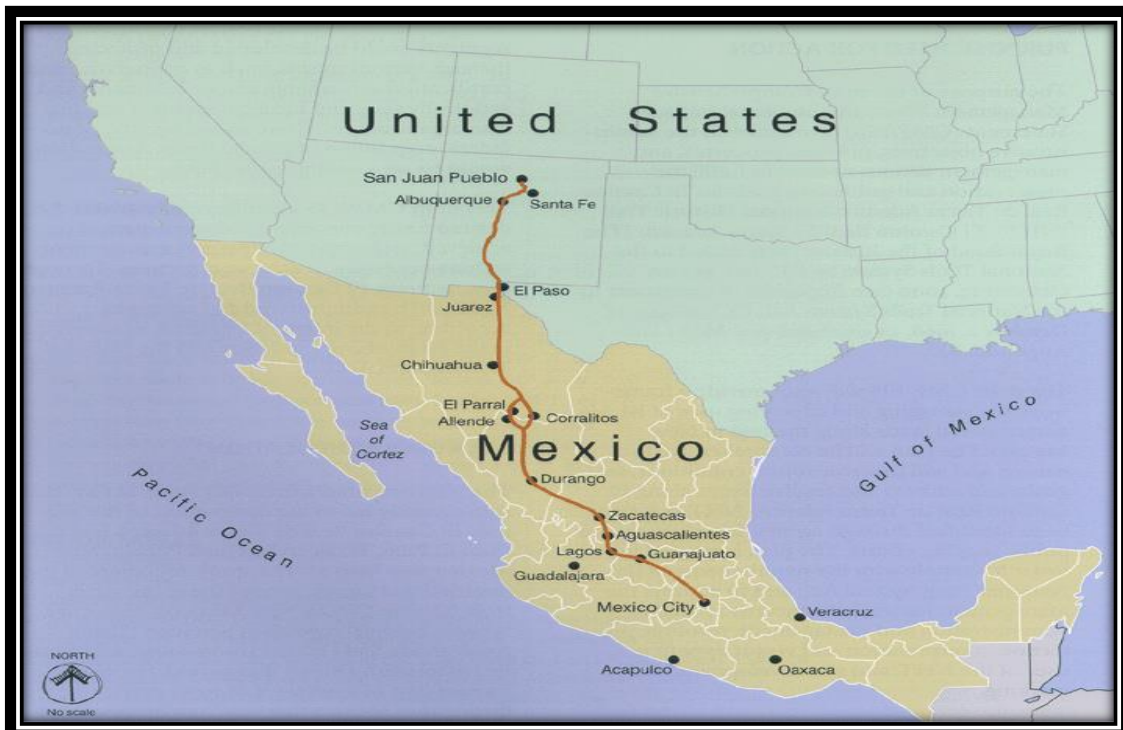 United States
San Juan Pueblo
Santa Fe
Albuquerque
El Paso
Juarez
Chihuahua
El Parral
Corralitos
Allende
Sea
of
Cortez
Mexico
Gulf of Mexico
Pacific Ocean
Durango
Zacatecas
Aguascalientes
Lagos
Guanajuato
Guadalajara
Mexico City
Veracruz
Acapulco
Oaxaca
NORTH
No scale